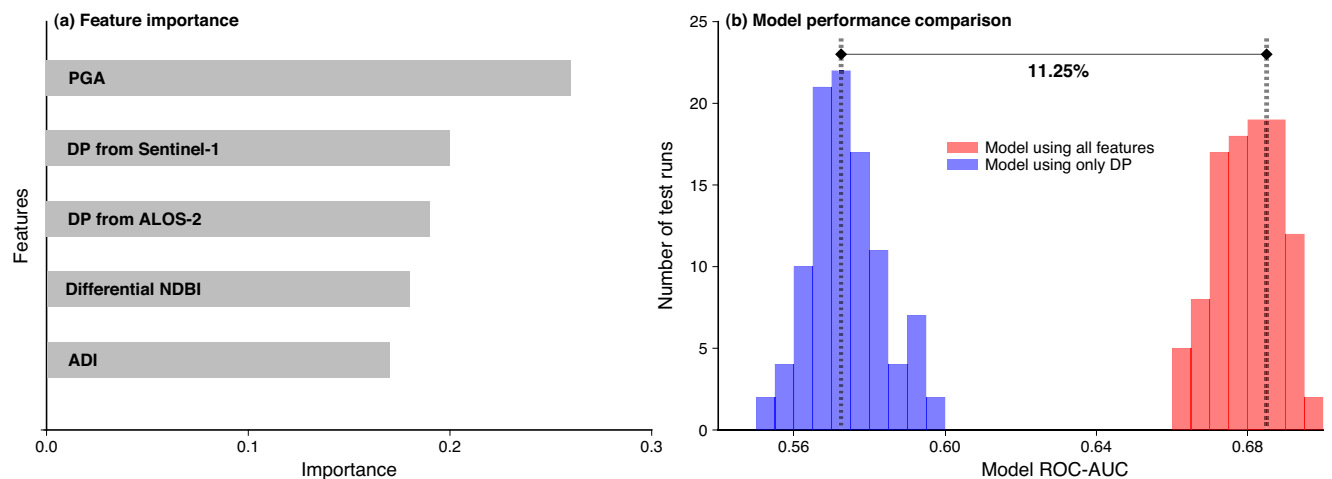 (a) Feature importance
PGA
DP from Sentinel-1
DP from ALOS-2
Differential NDBI
ADI
Features
0.0
0.1
0.2
0.3
Importance
(b) Model performance comparison
25
20
15
10
5
0
Number of test runs
11.25%
Model using all features
Model using only DP
0.56
0.60
0.64
0.68
Model ROC-AUC